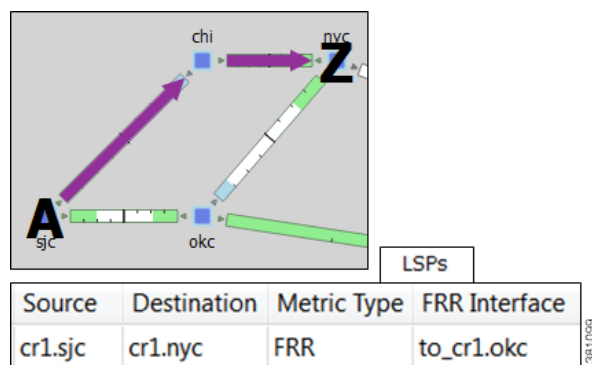 chi
nyc
Z
A
sjc
okc
LSPs
Source Destination Metric Type FRR Interface
cr1.sjc cr1.nyc FRR to_cr1.okc
381099